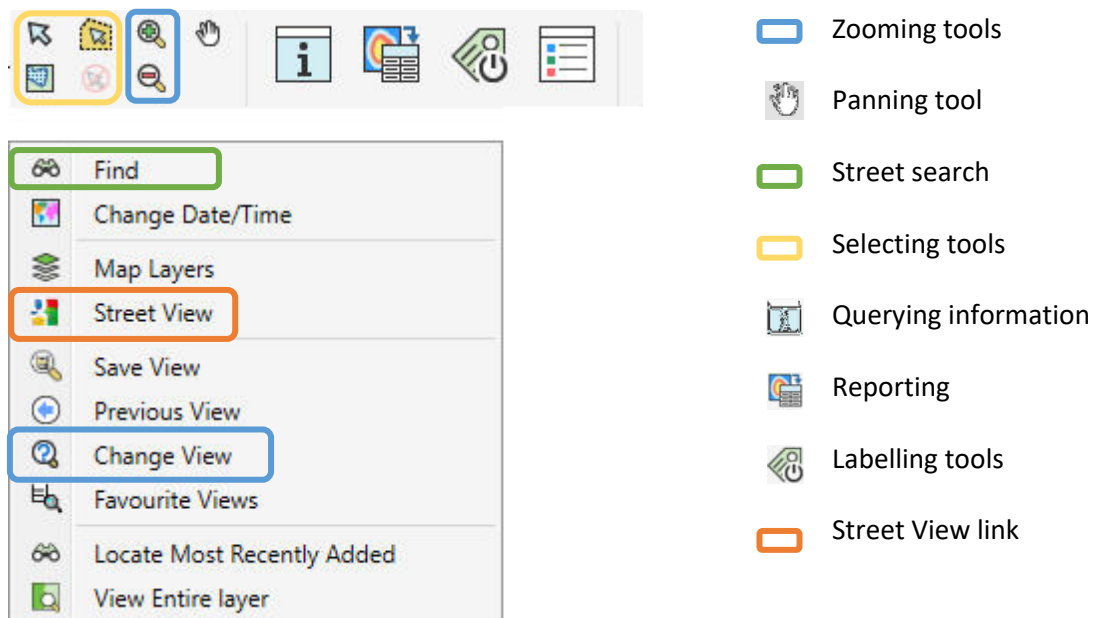 Find
Change Date/Time
Map Layers
Street View
Save View
Previous View
Change View
Favourite Views
Locate Most Recently Added
View Entire layer
Zooming tools
Panning tool
Street search
Selecting tools
Querying information
Reporting
Labelling tools
Street View link